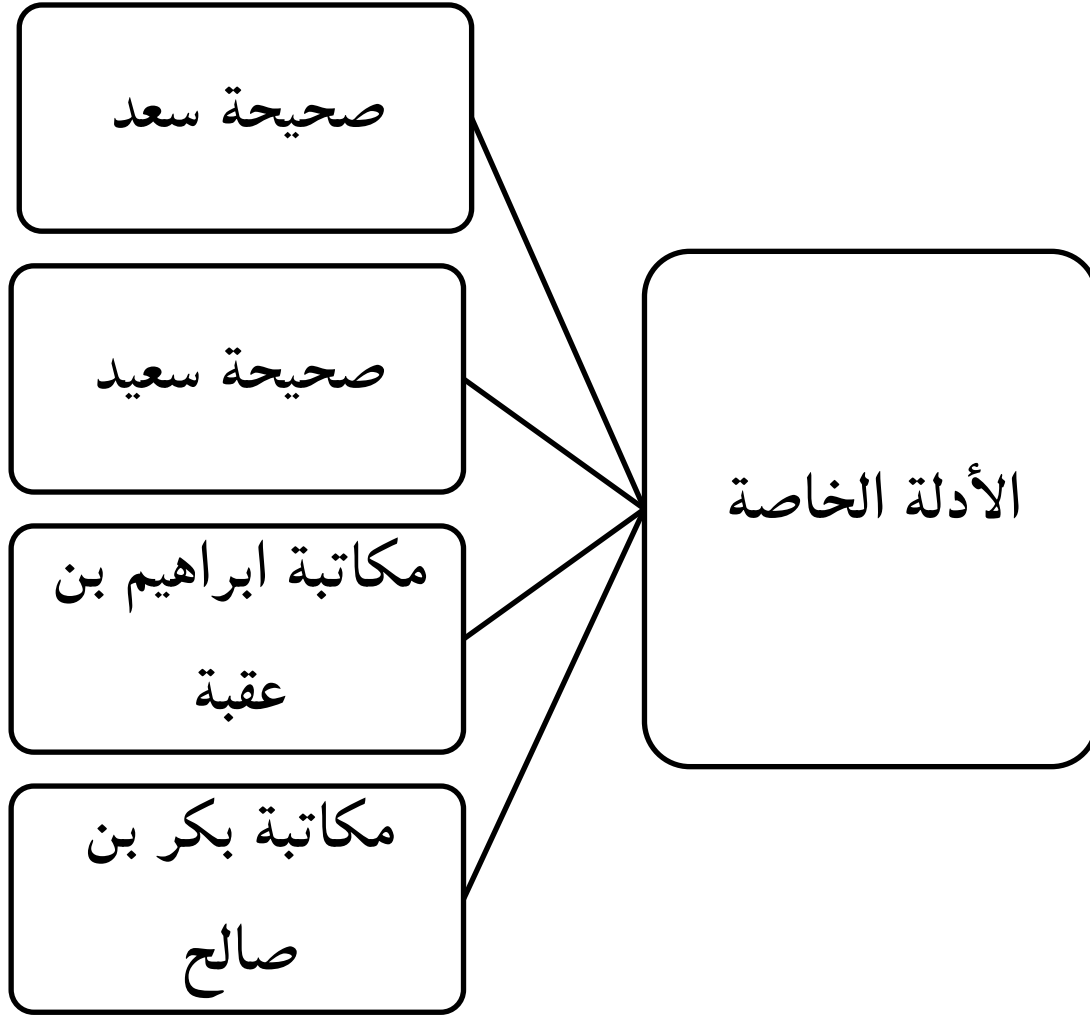 الأدلة الخاصة
صحيحة سعد
صحيحة سعيد
مكاتبة ابراهيم بن
عقبة
مكاتبة بكر بن
صالح